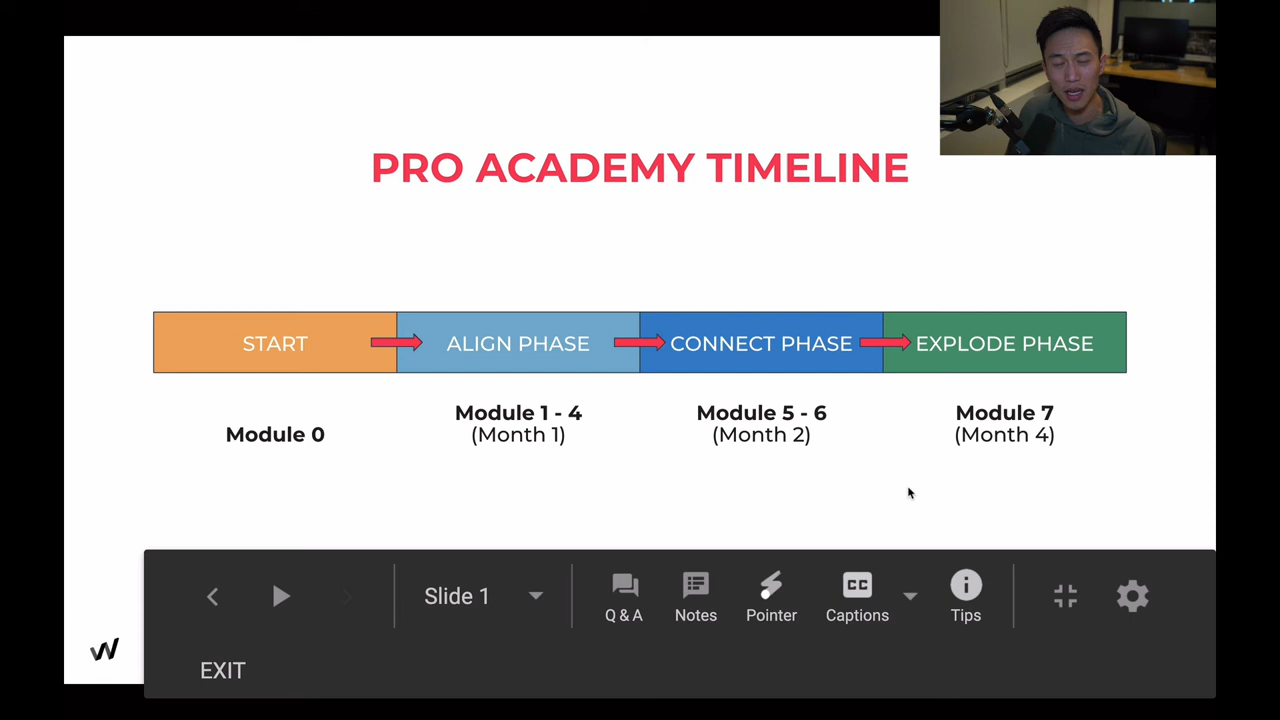 PRO ACADEMY TIMELINE
START
ALIGN PHASE
CONNECT PHASE
EXPLODE PHASE
Module 0
Module 1 - 4
(Month 1)
Module 5 - 6
(Month 2)
Module 7
(Month 4)
Slide 1
Q & A
Notes
Pointer
CC
Captions
Tips
EXIT
W